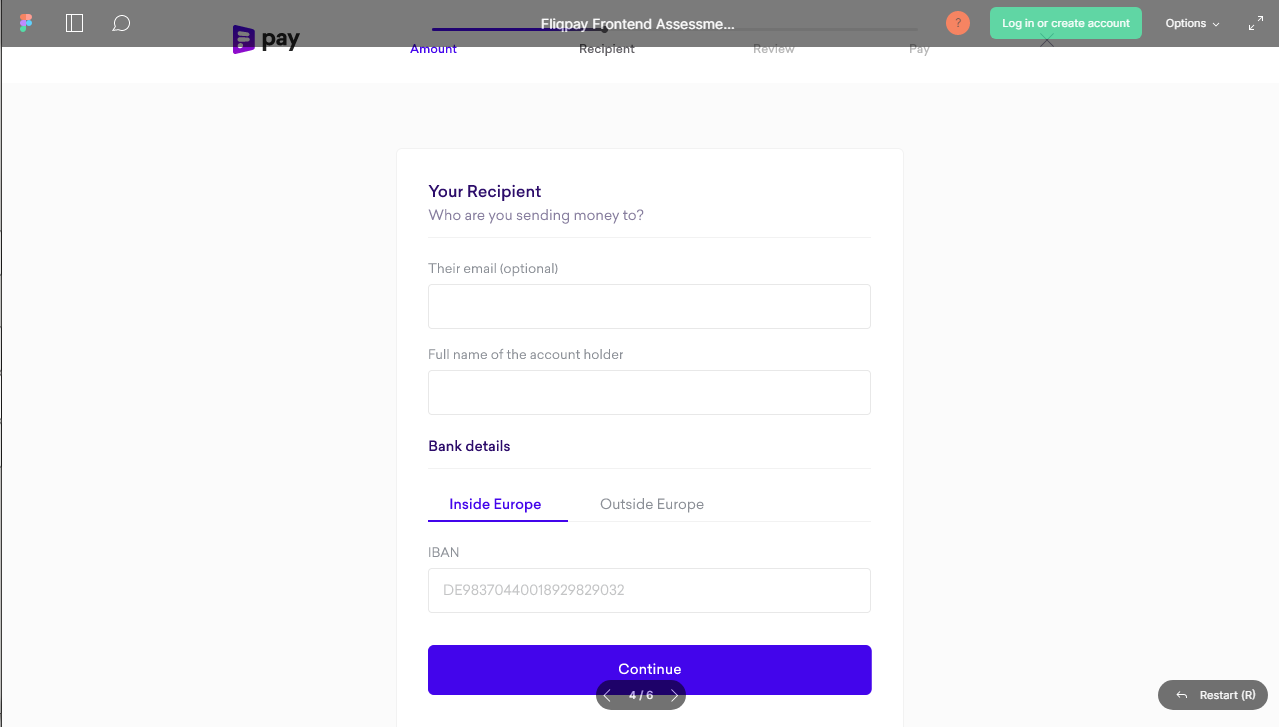 Fliqpay Frontend Assessme...
?
Log in or create account
Options
pay
Amount
Recipient
Review
Pay
Your Recipient
Who are you sending money to?
Their email (optional)
Full name of the account holder
Bank details
Inside Europe
Outside Europe
IBAN
DE98370440018929829032
Continue
4 / 6
Restart (R)